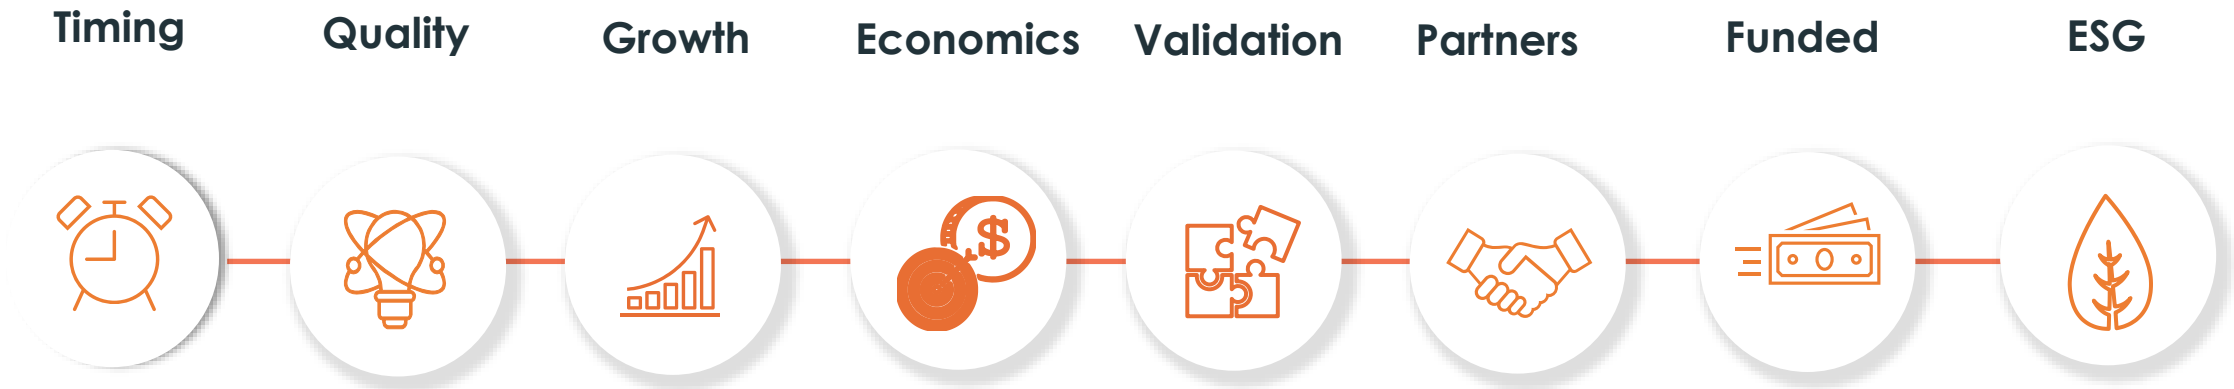 Timing Quality Growth Economics Validation Partners Funded ESG
$